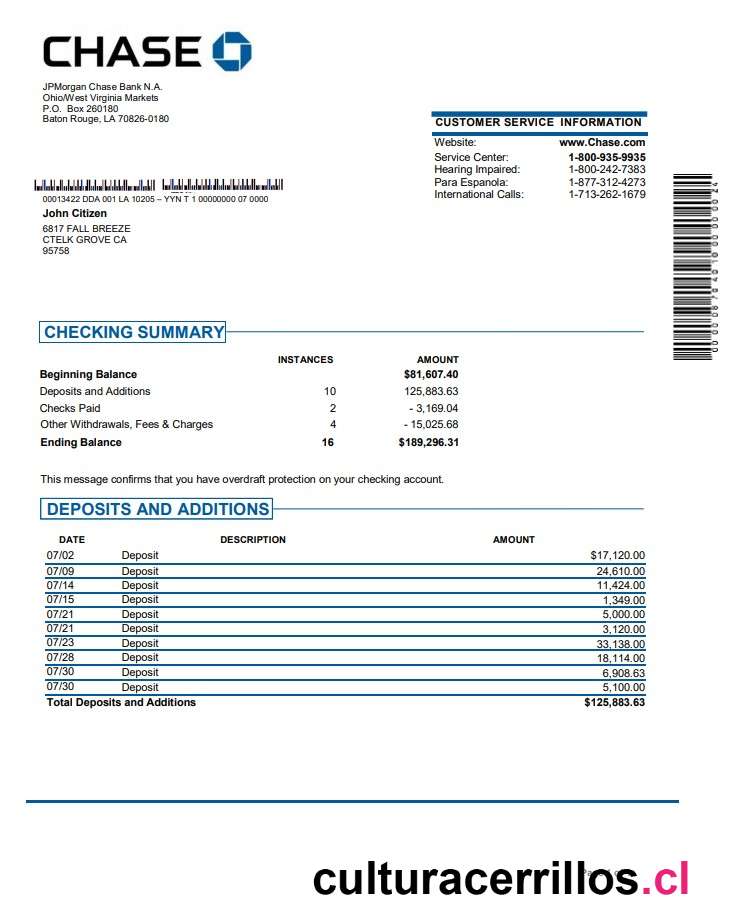 CHASE
JPMorgan Chase Bank N.A.
Ohio/West Virginia Markets
P.O. Box 260180
Baton Rouge, LA 70826-0180
CUSTOMER SERVICE INFORMATION
Website: www.Chase.com
Service Center: 1-800-935-9935
Hearing Impaired: 1-800-242-7383
Para Espanola: 1-877-312-4273
International Calls: 1-713-262-1679
00013422 DDA 001 LA 10205 – YYN T 1 00000000 07 0000
John Citizen
6817 FALL BREEZE
CTELK GROVE CA
95758
CHECKING SUMMARY
INSTANCES AMOUNT
Beginning Balance $81,607.40
Deposits and Additions 10 125,883.63
Checks Paid 2 - 3,169.04
Other Withdrawals, Fees & Charges 4 - 15,025.68
Ending Balance 16 $189,296.31
This message confirms that you have overdraft protection on your checking account.
DEPOSITS AND ADDITIONS
DATE DESCRIPTION AMOUNT
07/02 Deposit $17,120.00
07/09 Deposit 24,610.00
07/14 Deposit 11,424.00
07/15 Deposit 1,349.00
07/21 Deposit 5,000.00
07/21 Deposit 3,120.00
07/23 Deposit 33,138.00
07/28 Deposit 18,114.00
07/30 Deposit 6,908.63
07/30 Deposit 5,100.00
Total Deposits and Additions $125,883.63
culturacerrillos.cl